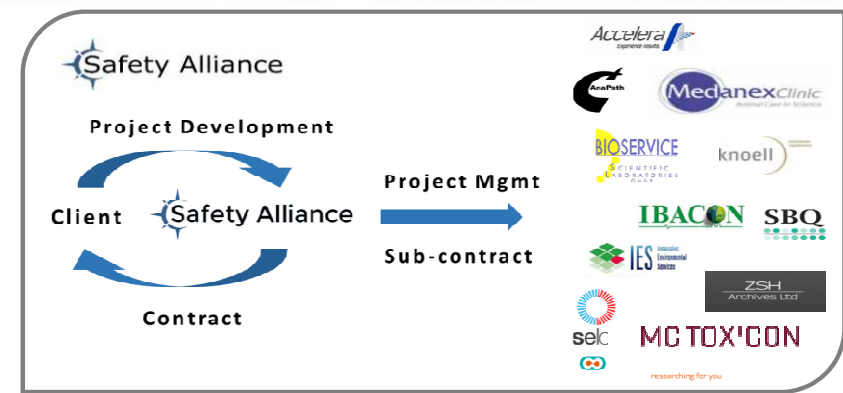 Safety Alliance
Project Development
Client
Safety Alliance
Contract
Project Mgmt
Sub-contract
Accelera
Experience results.
AnaPath
Medanex Clinic
Animal Care in Science
BIOSERVICE
SCIENTIFIC
LABORATORIES
GmbH
knoell
IBACON
SBQ
IES
Innovative
Environmental
Services
ZSH
Archives Ltd
selc
MC TOX'CON
researching for you